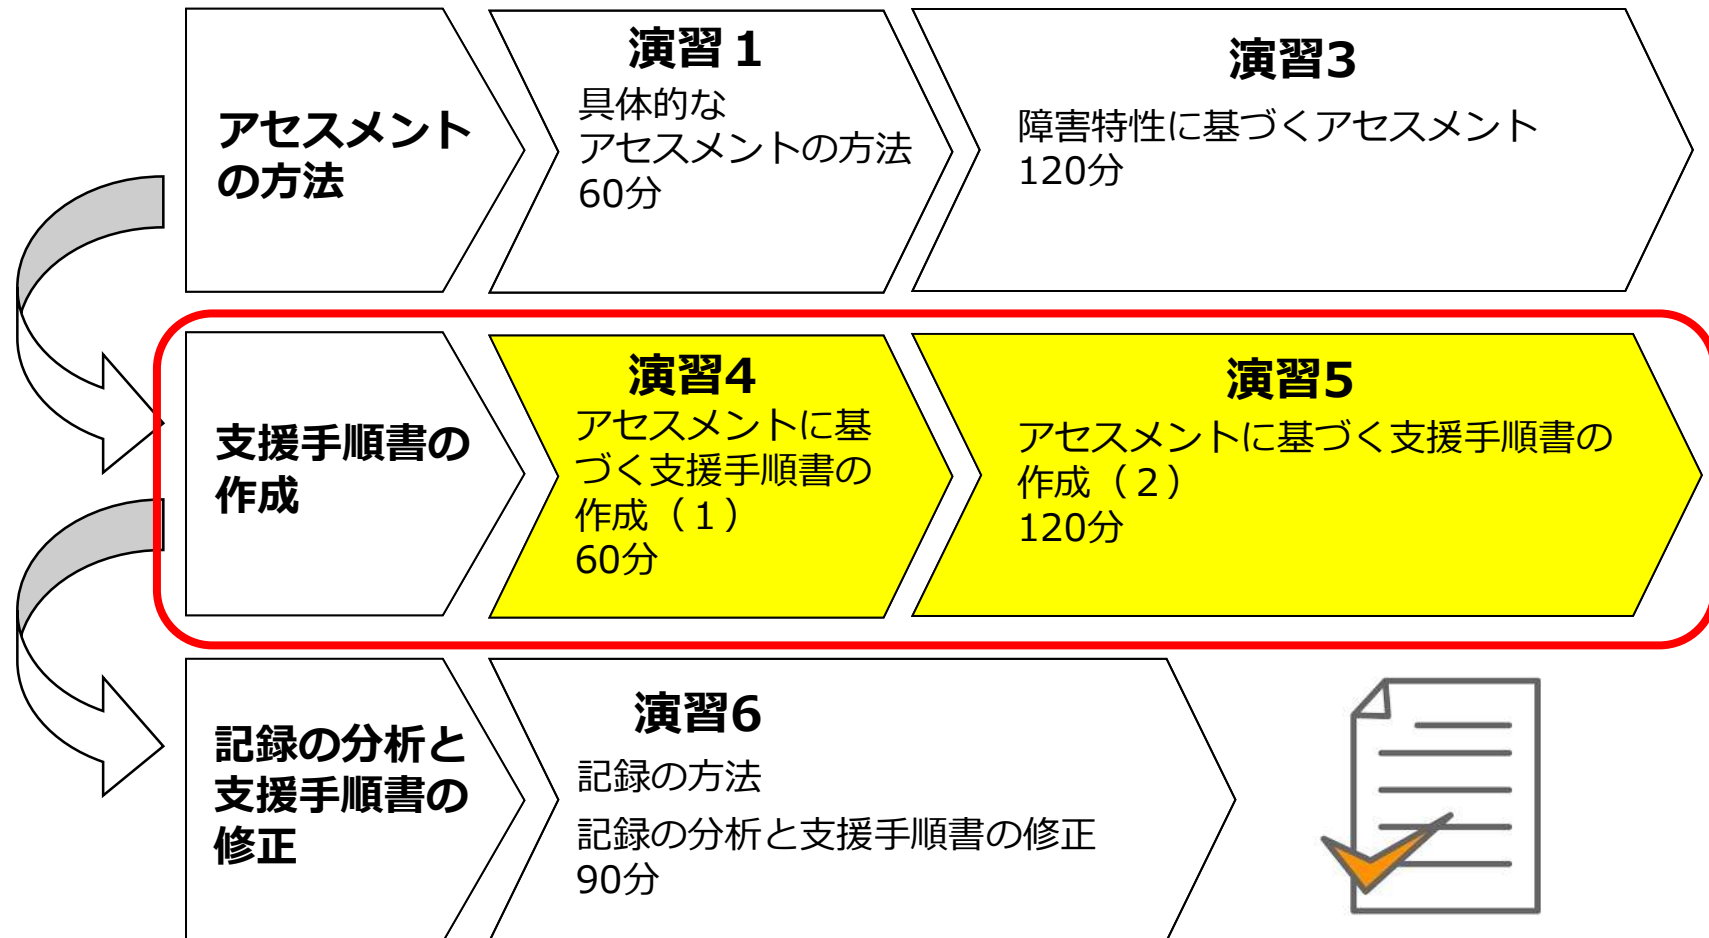 アセスメント
の方法
演習１
具体的な
アセスメントの方法
60分
演習3
障害特性に基づくアセスメント
120分
支援手順書の
作成
演習4
アセスメントに基
づく支援手順書の
作成（１）
60分
演習5
アセスメントに基づく支援手順書の
作成（２）
120分
記録の分析と
支援手順書の
修正
演習6
記録の方法
記録の分析と支援手順書の修正
90分